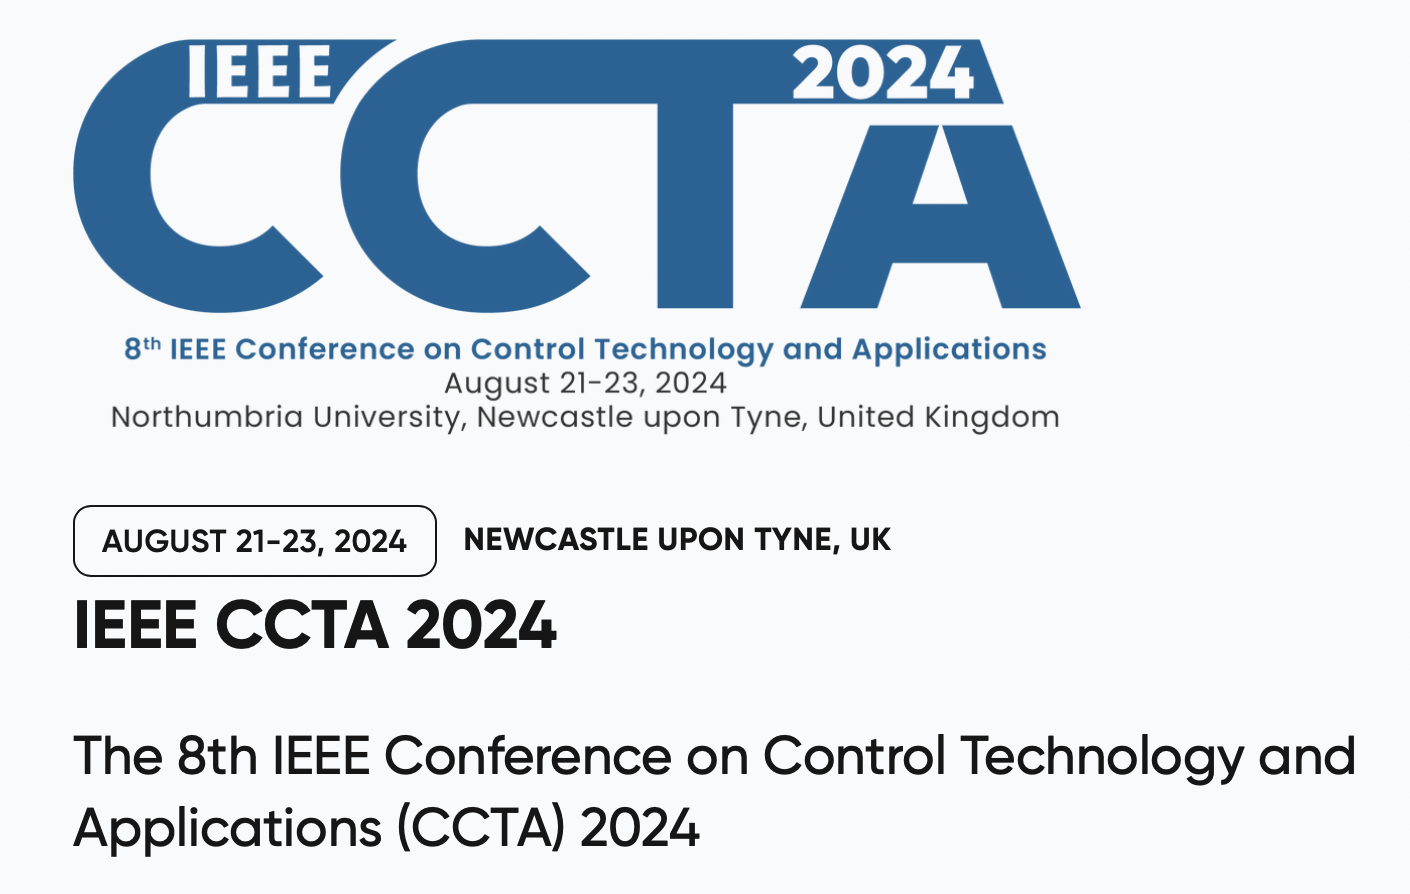 IEEE 2024
CCTA
8th IEEE Conference on Control Technology and Applications
August 21-23, 2024
Northumbria University, Newcastle upon Tyne, United Kingdom
AUGUST 21-23, 2024 NEWCASTLE UPON TYNE, UK
IEEE CCTA 2024
The 8th IEEE Conference on Control Technology and
Applications (CCTA) 2024